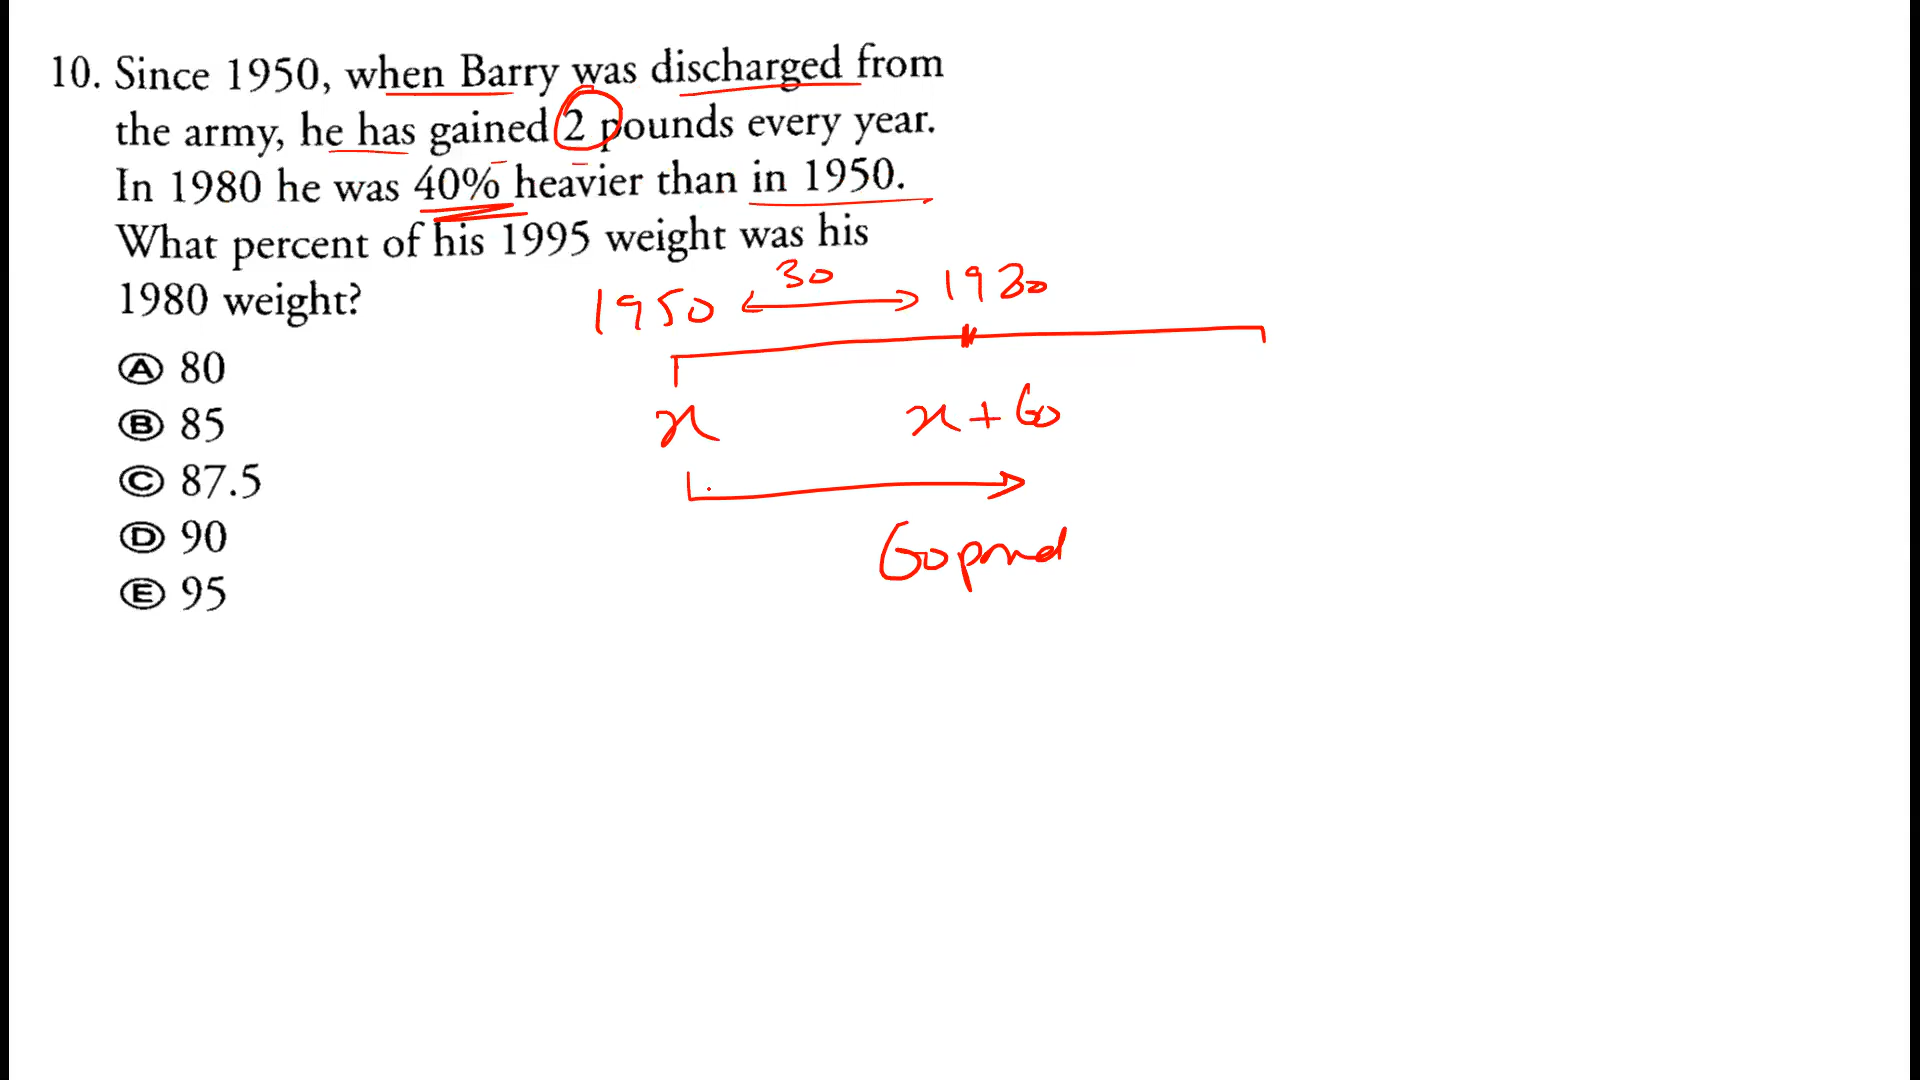 10. Since 1950, when Barry was discharged from
the army, he has gained 2 pounds every year.
In 1980 he was 40% heavier than in 1950.
What percent of his 1995 weight was his
1980 weight?
A 80
B 85
C 87.5
D 90
E 95
1950 30 1980
x x + 60
60 pound